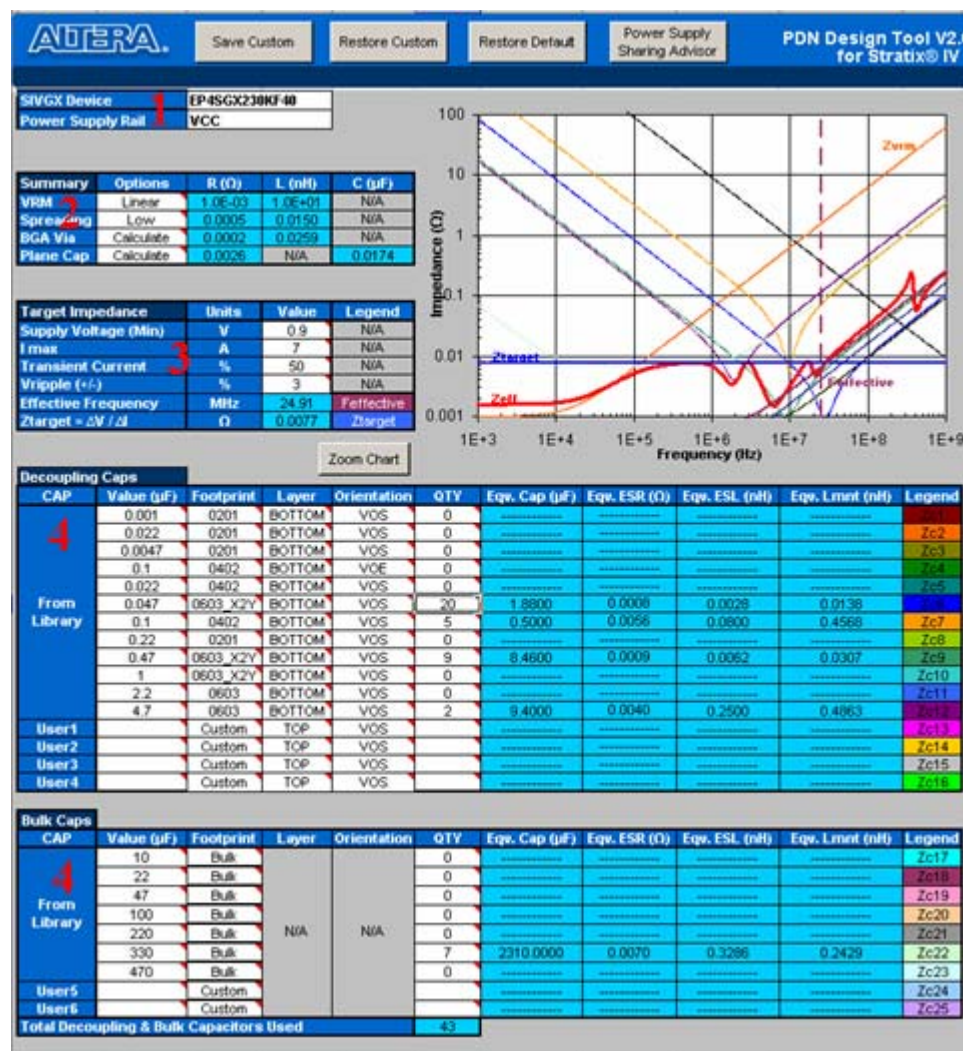 ALTERA.
Save Custom
Restore Custom
Restore Default
Power Supply
Sharing Advisor
PDN Design Tool V2.
for Stratix® IV
SIVGX Device EP4SGX230KF40
Power Supply Rail VCC
1
Summary Options R (Ω) L (nH) C (µF)
VRM Linear 1.0E-03 1.0E+01 N/A
Spreading Low 0.0005 0.0150 N/A
BGA Via Calculate 0.0002 0.0259 N/A
Plane Cap Calculate 0.0026 N/A 0.0174
2
Target Impedance Units Value Legend
Supply Voltage (Min) V 0.9 N/A
I max A 7 N/A
Transient Current % 50 N/A
Vripple (+/-) % 3 N/A
Effective Frequency MHz 24.91 Feffective
Ztarget = ΔV / ΔI Ω 0.0077 Ztarget
3
Zoom Chart
Impedance (Ω)
100
10
1
0.1
0.01
0.001
Zvrm
Ztarget
Feffective
Zeff
1E+3 1E+4 1E+5 1E+6 1E+7 1E+8 1E+9
Frequency (Hz)
Decoupling Caps
CAP Value (µF) Footprint Layer Orientation QTY Eqv. Cap (µF) Eqv. ESR (Ω) Eqv. ESL (nH) Eqv. Lmnt (nH) Legend
4
From
Library
0.001 0201 BOTTOM VOS 0
0.022 0201 BOTTOM VOS 0 Zc2
0.0047 0201 BOTTOM VOS 0 Zc3
0.1 0402 BOTTOM VOE 0 Zc4
0.022 0402 BOTTOM VOS 0 Zc5
0.047 0603_X2Y BOTTOM VOS 20 1.8800 0.0008 0.0028 0.0138
0.1 0402 BOTTOM VOS 5 0.5000 0.0056 0.0800 0.4568 Zc7
0.22 0201 BOTTOM VOS 0 Zc8
0.47 0603_X2Y BOTTOM VOS 9 8.4600 0.0009 0.0062 0.0307 Zc9
1 0603_X2Y BOTTOM VOS 0 Zc10
2.2 0603 BOTTOM VOS 0 Zc11
4.7 0603 BOTTOM VOS 2 9.4000 0.0040 0.2500 0.4863 Zc12
User1 Custom TOP VOS Zc13
User2 Custom TOP VOS Zc14
User3 Custom TOP VOS Zc15
User4 Custom TOP VOS Zc16
Bulk Caps
CAP Value (µF) Footprint Layer Orientation QTY Eqv. Cap (µF) Eqv. ESR (Ω) Eqv. ESL (nH) Eqv. Lmnt (nH) Legend
4
From
Library
N/A N/A
10 Bulk 0 Zc17
22 Bulk 0 Zc18
47 Bulk 0 Zc19
100 Bulk 0 Zc20
220 Bulk 0 Zc21
330 Bulk 7 2310.0000 0.0070 0.3286 0.2429 Zc22
470 Bulk 0 Zc23
User5 Custom Zc24
User6 Custom Zc25
Total Decoupling & Bulk Capacitors Used 43